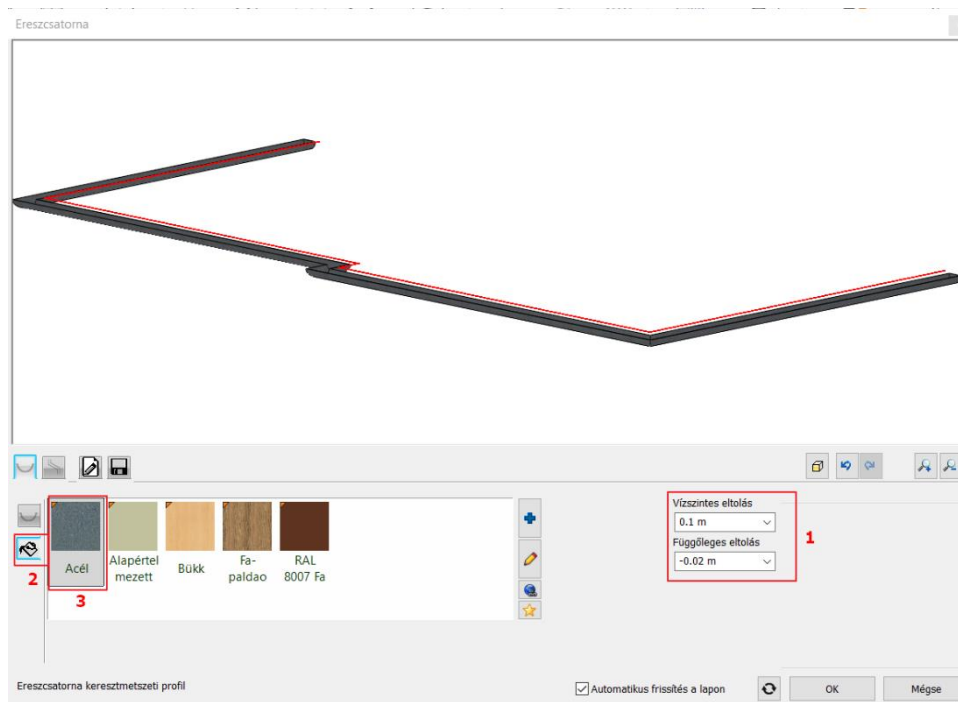 Ereszcsatorna
Vízszintes eltolás
0.1 m
Függőleges eltolás
-0.02 m
1
2
Acél
Alapértel
mezett
Bükk
Fa-
paldao
RAL
8007 Fa
3
Ereszcsatorna keresztmetszeti profil
Automatikus frissítés a lapon
OK
Mégse